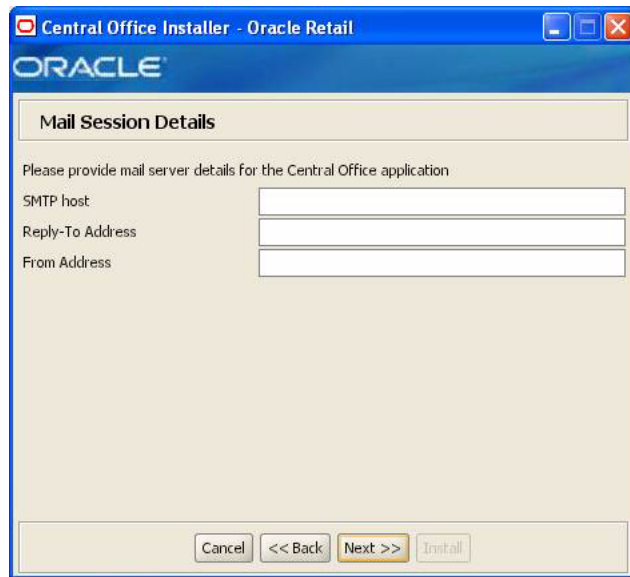 Central Office Installer - Oracle Retail
ORACLE
Mail Session Details
Please provide mail server details for the Central Office application
SMTP host
Reply-To Address
From Address
Cancel << Back Next >> Install